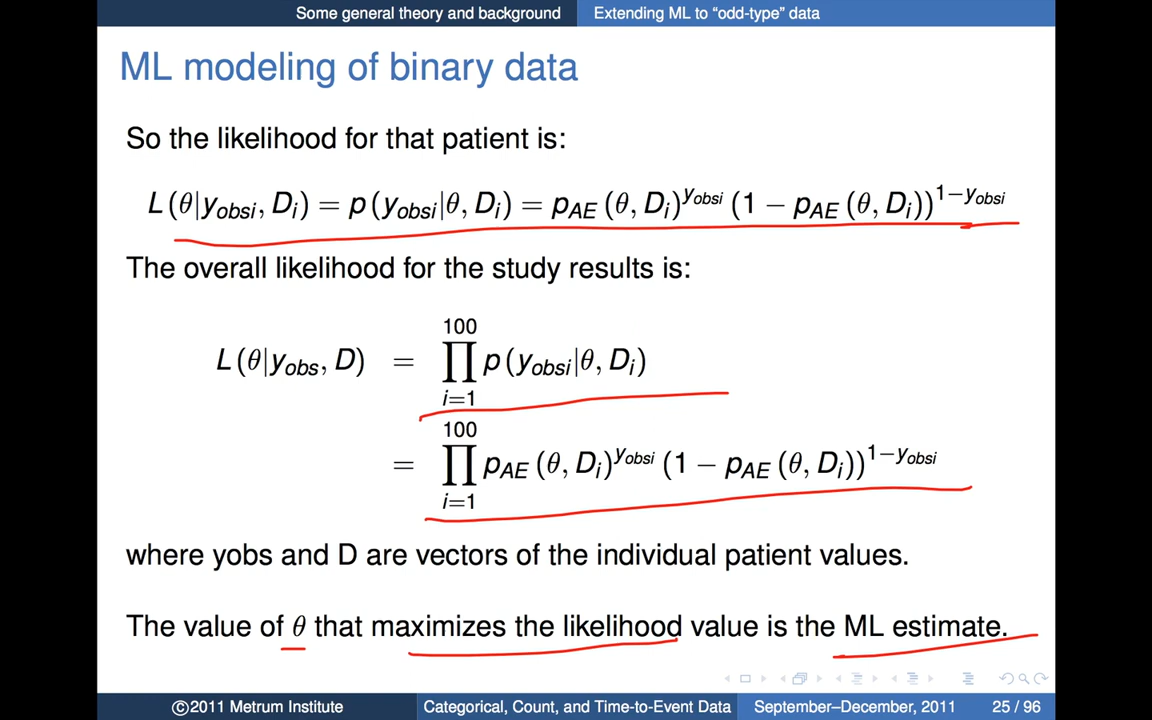 Some general theory and background Extending ML to “odd-type” data
ML modeling of binary data
So the likelihood for that patient is:
L (θ|yobsi, Di) = p (yobsi|θ, Di) = pAE (θ, Di)^yobsi (1 − pAE (θ, Di))^1−yobsi
The overall likelihood for the study results is:
L (θ|yobs, D) = ∏i=1^100 p (yobsi|θ, Di)
= ∏i=1^100 pAE (θ, Di)^yobsi (1 − pAE (θ, Di))^1−yobsi
where yobs and D are vectors of the individual patient values.
The value of θ that maximizes the likelihood value is the ML estimate.
©2011 Metrum Institute Categorical, Count, and Time-to-Event Data September–December, 2011 25 / 96